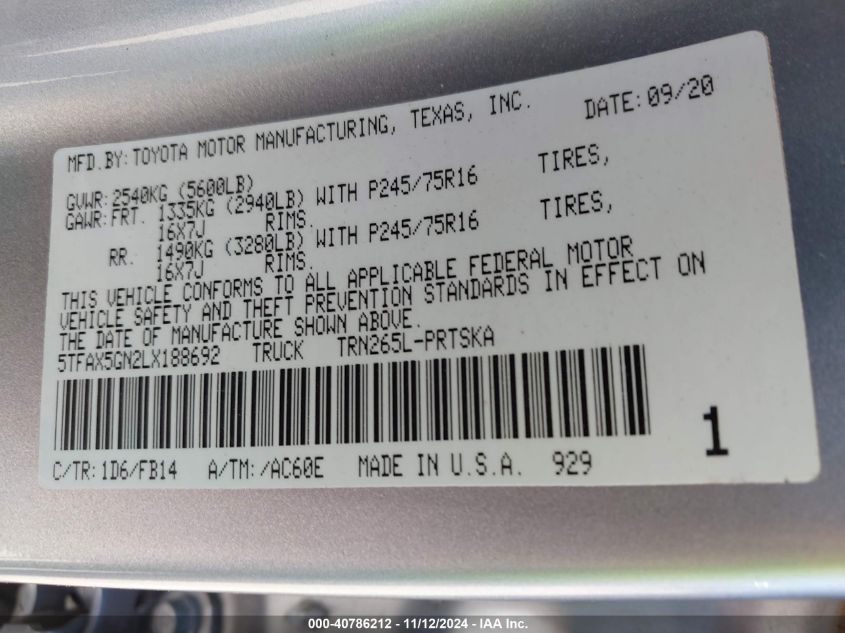 MFD.BY:TOYOTA MOTOR MANUFACTURING, TEXAS, INC. DATE:09/20
GVWR:2540KG (5600LB)
GAWR:FRT. 1335KG (2940LB) WITH P245/75R16 TIRES,
16X7J RIMS.
RR. 1490KG (3280LB) WITH P245/75R16 TIRES,
16X7J RIMS.
THIS VEHICLE CONFORMS TO ALL APPLICABLE FEDERAL MOTOR
VEHICLE SAFETY AND THEFT PREVENTION STANDARDS IN EFFECT ON
THE DATE OF MANUFACTURE SHOWN ABOVE.
5TFAX5GN2LX188692 TRUCK TRN265L-PRTSKA
1
C/TR:1D6/FB14 A/TM:/AC60E MADE IN U.S.A. 929
000-40786212 - 11/12/2024 - IAA Inc.